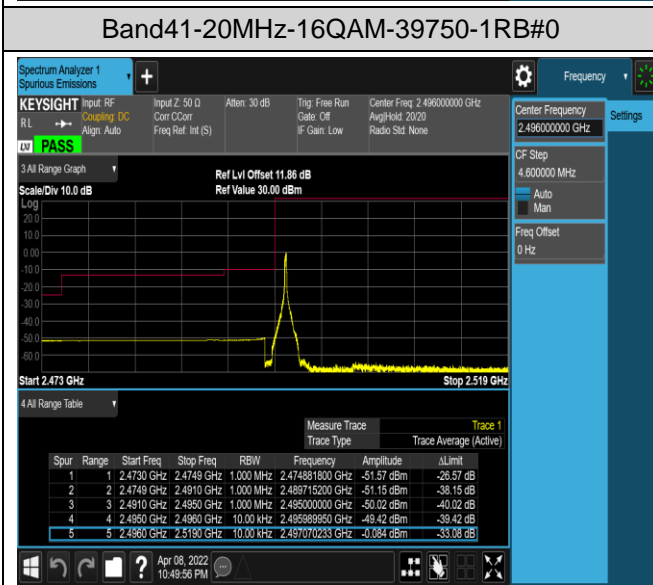 Band41-20MHz-16QAM-39750-1RB#0
Spectrum Analyzer 1
Spurious Emissions
+
Frequency
KEYSIGHT
Input: RF
Coupling: DC
Align: Auto
Input Z: 50 Ω
Corr CCorr
Freq Ref: Int (S)
Atten: 30 dB
Trig: Free Run
Gate: Off
IF Gain: Low
Center Freq: 2.496000000 GHz
Avg|Hold: 20/20
Radio Std: None
R L
LXI
PASS
Center Frequency
2.496000000 GHz
Settings
CF Step
4.600000 MHz
Auto
Man
Freq Offset
0 Hz
3 All Range Graph
Scale/Div 10.0 dB
Ref Lvl Offset 11.86 dB
Ref Value 30.00 dBm
Log
20.0
10.0
0.00
-10.0
-20.0
-30.0
-40.0
-50.0
-60.0
Start 2.473 GHz
Stop 2.519 GHz
4 All Range Table
Measure Trace Trace 1
Trace Type Trace Average (Active)
Spur Range Start Freq Stop Freq RBW Frequency Amplitude ΔLimit
1 1 2.4730 GHz 2.4749 GHz 1.000 MHz 2.474881800 GHz -51.57 dBm -26.57 dB
2 2 2.4749 GHz 2.4910 GHz 1.000 MHz 2.489715200 GHz -51.15 dBm -38.15 dB
3 3 2.4910 GHz 2.4950 GHz 1.000 MHz 2.495000000 GHz -50.02 dBm -40.02 dB
4 4 2.4950 GHz 2.4960 GHz 10.00 kHz 2.495989950 GHz -49.42 dBm -39.42 dB
5 5 2.4960 GHz 2.5190 GHz 10.00 kHz 2.497070233 GHz -0.084 dBm -33.08 dB
?
Apr 08, 2022
10:49:56 PM